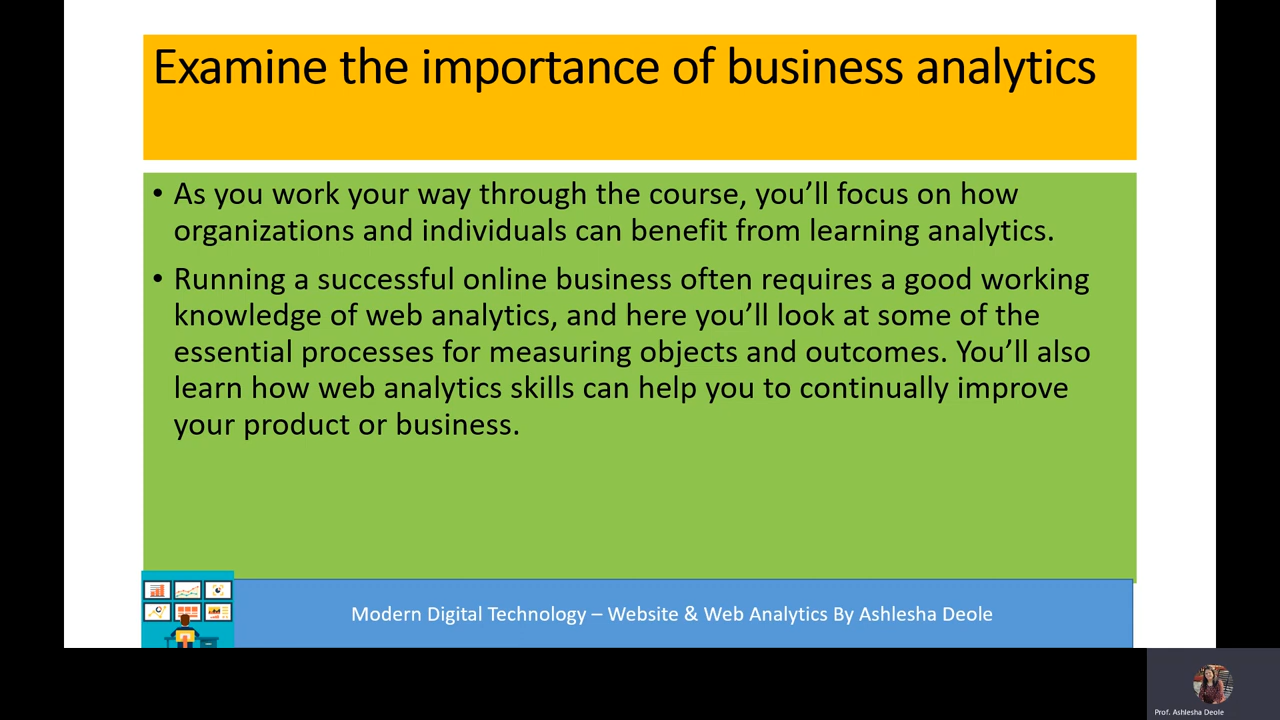 Examine the importance of business analytics
• As you work your way through the course, you’ll focus on how
organizations and individuals can benefit from learning analytics.
• Running a successful online business often requires a good working
knowledge of web analytics, and here you’ll look at some of the
essential processes for measuring objects and outcomes. You’ll also
learn how web analytics skills can help you to continually improve
your product or business.
Modern Digital Technology – Website & Web Analytics By Ashlesha Deole
Prof. Ashlesha Deole